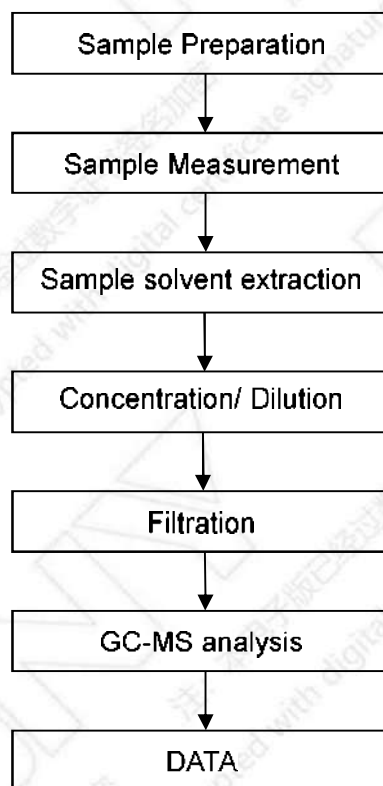 Sample Preparation
Sample Measurement
Sample solvent extraction
Concentration/ Dilution
Filtration
GC-MS analysis
DATA